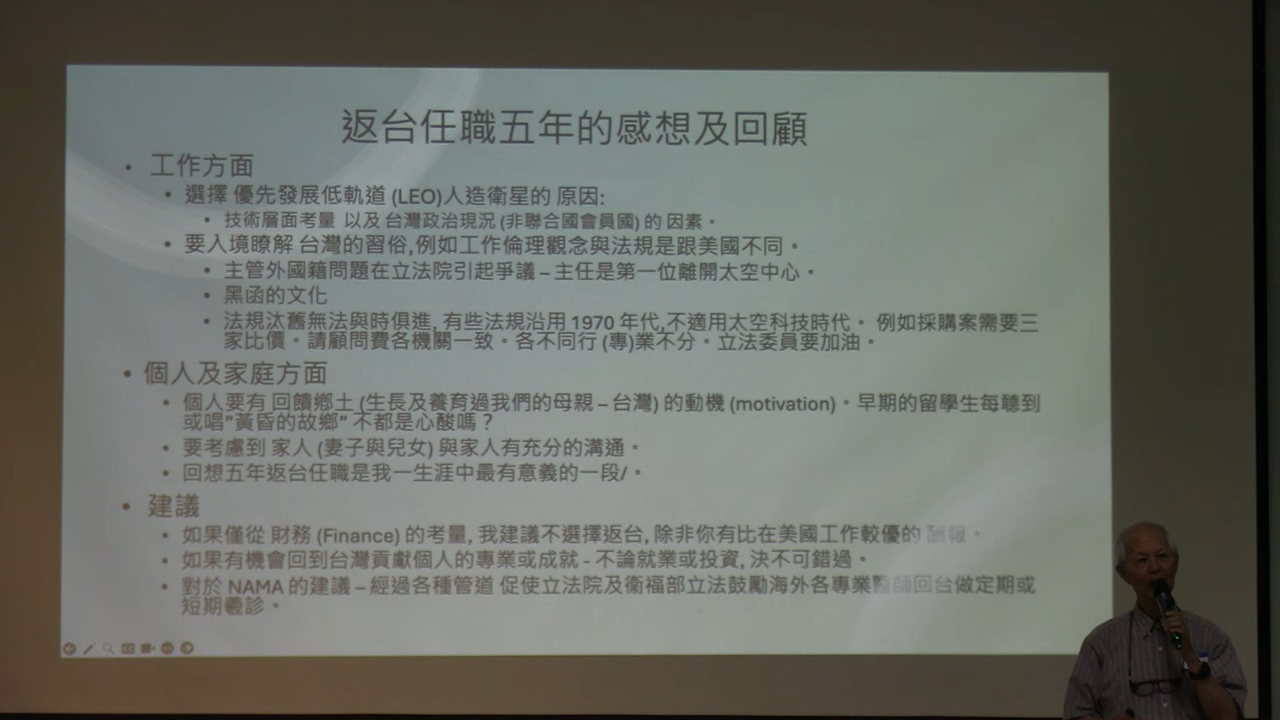 返台任職五年的感想及回顧
• 工作方面
• 選擇 優先發展低軌道 (LEO)人造衛星的 原因:
• 技術層面考量 以及 台灣政治現況 (非聯合國會員國) 的 因素。
• 要入境瞭解 台灣的習俗,例如工作倫理觀念與法規是跟美國不同。
• 主管外國籍問題在立法院引起爭議 – 主任是第一位離開太空中心。
• 黑函的文化
• 法規汰舊無法與時俱進, 有些法規沿用 1970 年代,不適用太空科技時代。 例如採購案需要三
家比價。請顧問費各機關一致。各不同行 (專)業不分。立法委員要加油。
• 個人及家庭方面
• 個人要有 回饋鄉土 (生長及養育過我們的母親 – 台灣) 的動機 (motivation)。早期的留學生每聽到
或唱"黃昏的故鄉" 不都是心酸嗎？
• 要考慮到 家人 (妻子與兒女) 與家人有充分的溝通。
• 回想五年返台任職是我一生涯中最有意義的一段/。
• 建議
• 如果僅從 財務 (Finance) 的考量, 我建議不選擇返台, 除非你有比在美國工作較優的 酬報。
• 如果有機會回到台灣貢獻個人的專業或成就 - 不論就業或投資, 決不可錯過。
• 對於 NAMA 的建議 – 經過各種管道 促使立法院及衛福部立法鼓勵海外各專業醫師回台做定期或
短期羲診。